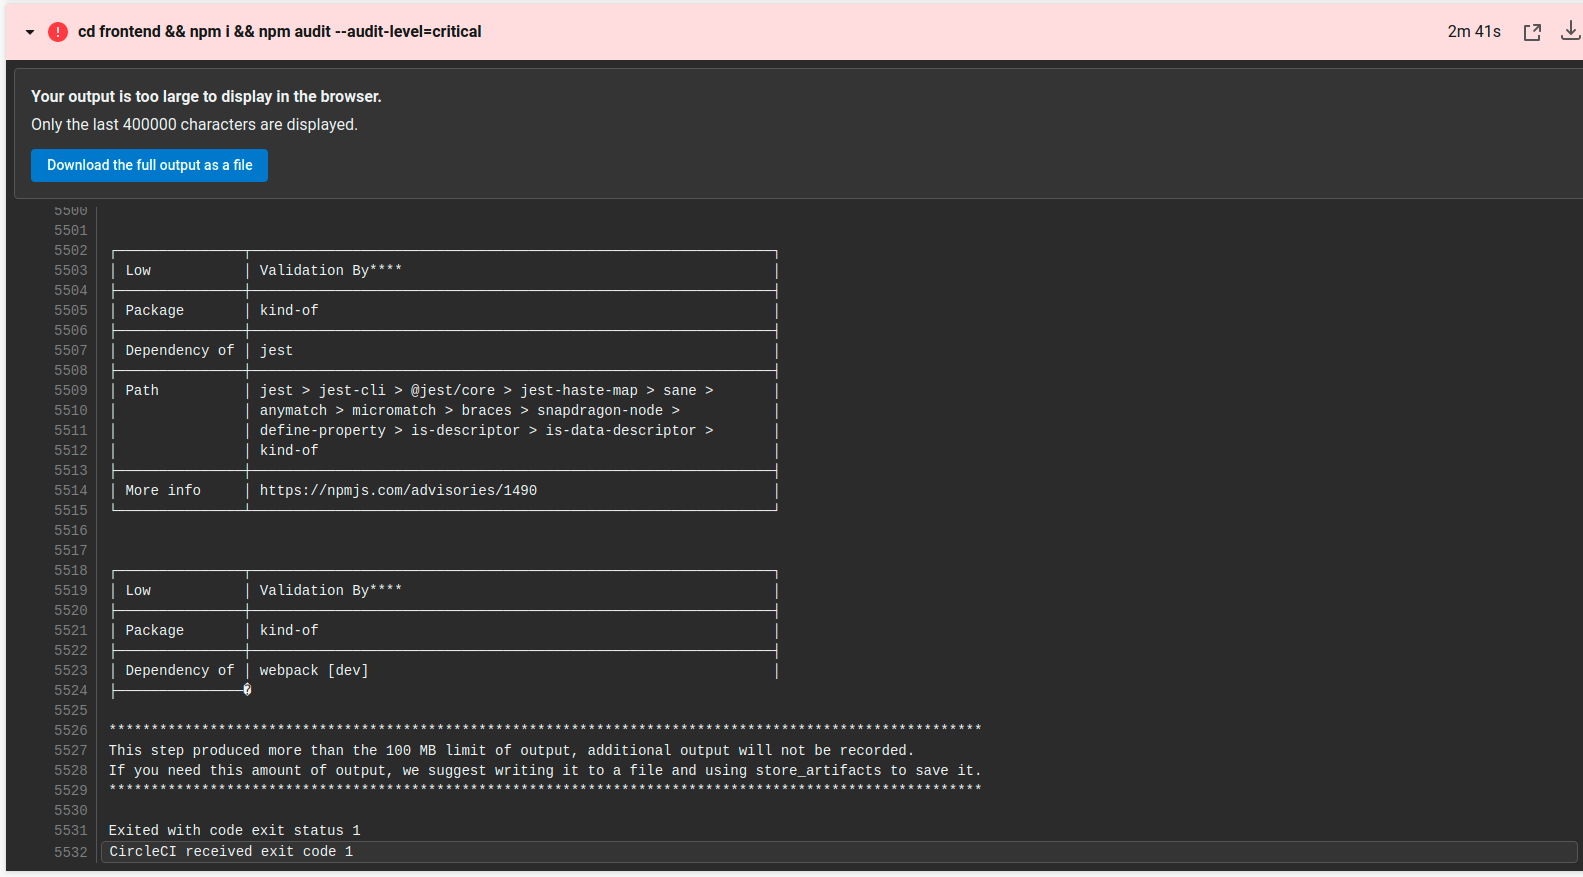 cd frontend && npm i && npm audit --audit-level=critical
2m 41s
Your output is too large to display in the browser.
Only the last 400000 characters are displayed.
Download the full output as a file
5500
5501
5502
5503 Low Validation By****
5504
5505 Package kind-of
5506
5507 Dependency of jest
5508
5509 Path jest > jest-cli > @jest/core > jest-haste-map > sane >
5510 anymatch > micromatch > braces > snapdragon-node >
5511 define-property > is-descriptor > is-data-descriptor >
5512 kind-of
5513
5514 More info https://npmjs.com/advisories/1490
5515
5516
5517
5518
5519 Low Validation By****
5520
5521 Package kind-of
5522
5523 Dependency of webpack [dev]
5524 �
5525
5526 ********************************************************************************************************
5527 This step produced more than the 100 MB limit of output, additional output will not be recorded.
5528 If you need this amount of output, we suggest writing it to a file and using store_artifacts to save it.
5529 ********************************************************************************************************
5530
5531 Exited with code exit status 1
5532 CircleCI received exit code 1